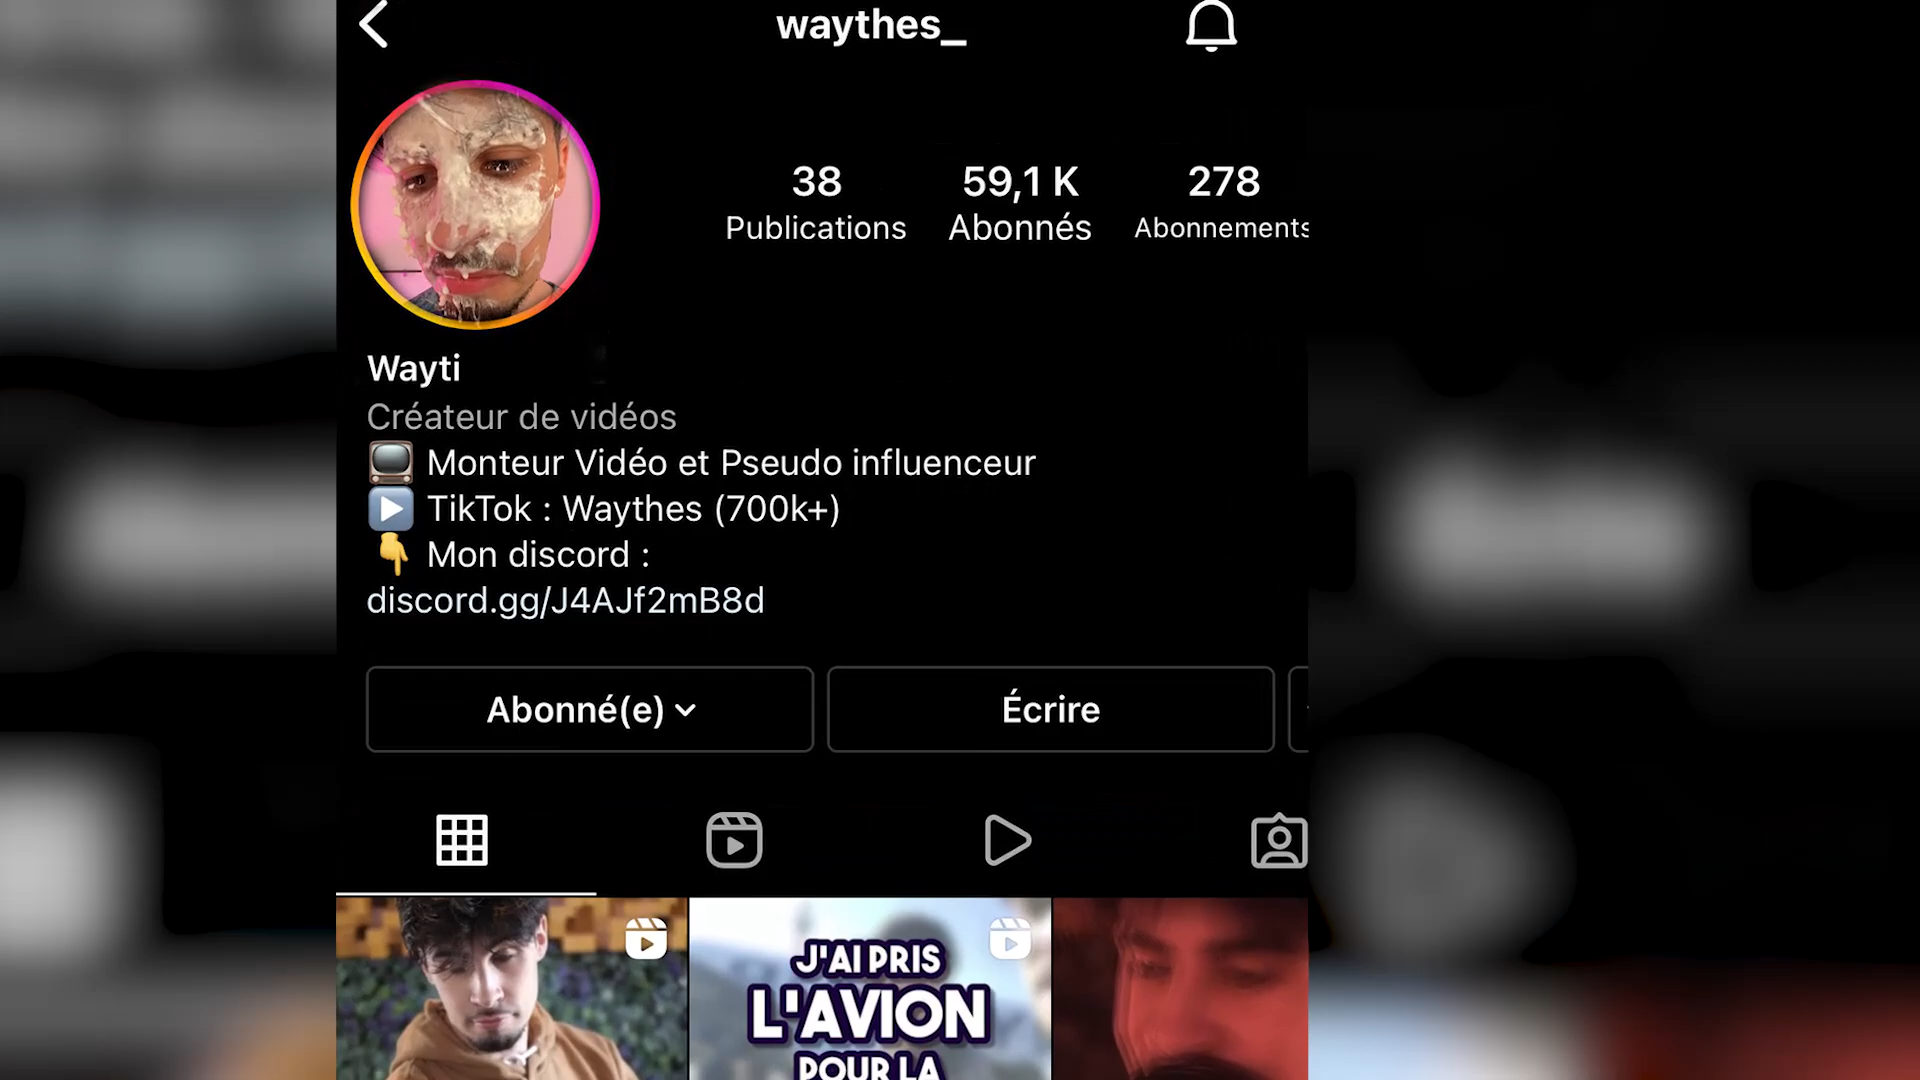 waythes_
38
59,1 K
278
Publications
Abonnés
Abonnements
Wayti
Créateur de vidéos
📺 Monteur Vidéo et Pseudo influenceur
▶️ TikTok : Waythes (700k+)
👇 Mon discord :
discord.gg/J4AJf2mB8d
Abonné(e)
Écrire
J'AI PRIS
L'AVION
POUR LA